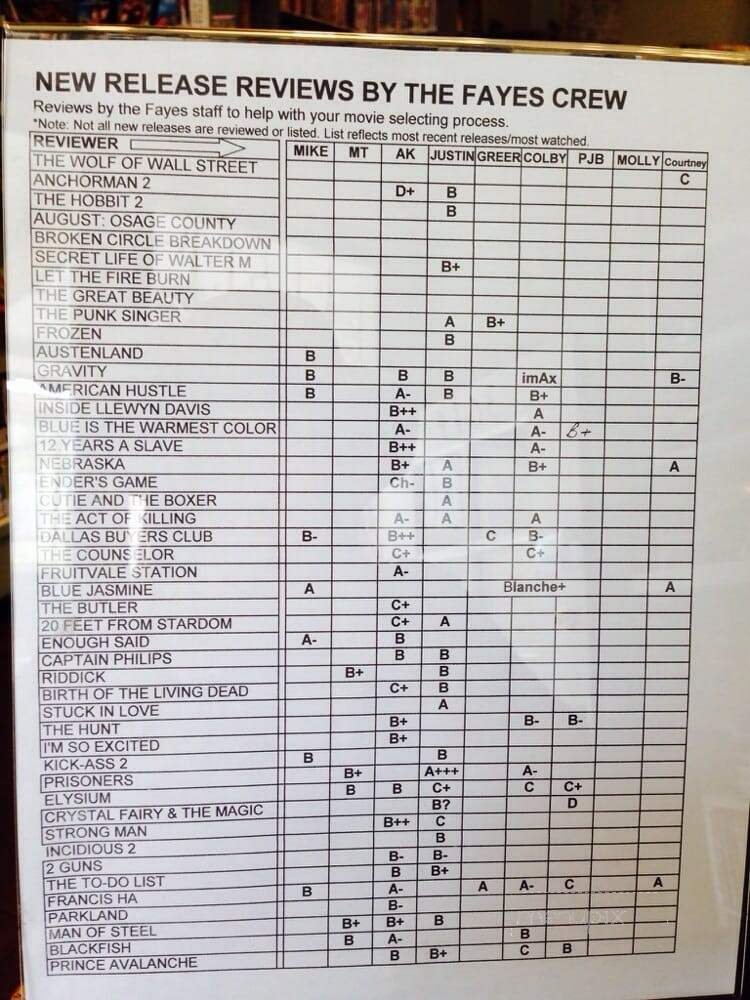 NEW RELEASE REVIEWS BY THE FAYES CREW
Reviews by the Fayes staff to help with your movie selecting process.
*Note: Not all new releases are reviewed or listed. List reflects most recent releases/most watched.
REVIEWER MIKE MT AK JUSTIN GREER COLBY PJB MOLLY Courtney
THE WOLF OF WALL STREET C
ANCHORMAN 2 D+ B
THE HOBBIT 2 B
AUGUST: OSAGE COUNTY
BROKEN CIRCLE BREAKDOWN
SECRET LIFE OF WALTER M B+
LET THE FIRE BURN
THE GREAT BEAUTY
THE PUNK SINGER A B+
FROZEN B
AUSTENLAND B
GRAVITY B B B imAx B-
AMERICAN HUSTLE B A- B B+
INSIDE LLEWYN DAVIS B++ A
BLUE IS THE WARMEST COLOR A- A- B+
12 YEARS A SLAVE B++ A-
NEBRASKA B+ A B+ A
ENDER'S GAME Ch- B
CUTIE AND THE BOXER A
THE ACT OF KILLING A- A A
DALLAS BUYERS CLUB B- B++ C B-
THE COUNSELOR C+ C+
FRUITVALE STATION A-
BLUE JASMINE A Blanche+ A
THE BUTLER C+
20 FEET FROM STARDOM C+ A
ENOUGH SAID A- B
CAPTAIN PHILIPS B B
RIDDICK B+ B
BIRTH OF THE LIVING DEAD C+ B
STUCK IN LOVE A
THE HUNT B+ B- B-
I'M SO EXCITED B+
KICK-ASS 2 B B
PRISONERS B+ A+++ A-
ELYSIUM B B C+ C C+
CRYSTAL FAIRY & THE MAGIC B? D
STRONG MAN B++ C
INCIDIOUS 2 B
2 GUNS B- B-
THE TO-DO LIST B B+
FRANCIS HA B A- A A- C A
PARKLAND B-
MAN OF STEEL B+ B+ B
BLACKFISH B A- B
PRINCE AVALANCHE B B+ C B